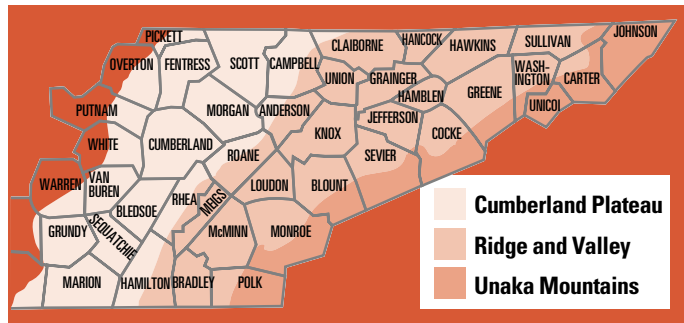 PICKETT
CLAIBORNE
HANCOCK
HAWKINS
SULLIVAN
JOHNSON
OVERTON
FENTRESS
SCOTT
CAMPBELL
UNION
GRAINGER
HAMBLEN
GREENE
WASH-
INGTON
CARTER
UNICOI
PUTNAM
MORGAN
ANDERSON
KNOX
JEFFERSON
COCKE
WHITE
CUMBERLAND
ROANE
SEVIER
WARREN
VAN
BUREN
BLEDSOE
RHEA
MEIGS
LOUDON
BLOUNT
GRUNDY
SEQUATCHIE
McMINN
MONROE
MARION
HAMILTON
BRADLEY
POLK
Cumberland Plateau
Ridge and Valley
Unaka Mountains